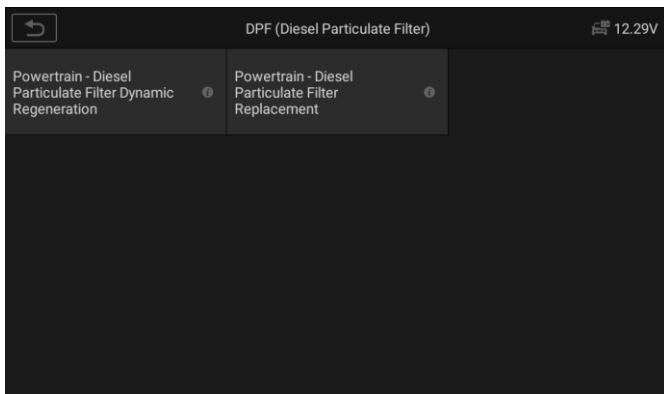 DPF (Diesel Particulate Filter)
12.29V
Powertrain - Diesel
Particulate Filter Dynamic
Regeneration
Powertrain - Diesel
Particulate Filter
Replacement